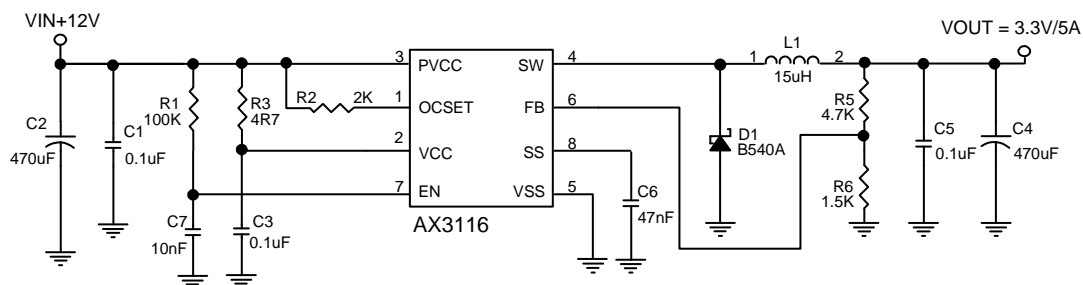 VIN+12V
VOUT = 3.3V/5A
L1
1 2
15uH
3 PVCC SW 4
R1
100K
R3
4R7
R2 2K
1 OCSET FB 6
R5
4.7K
C2
470uF
C1
0.1uF
D1
B540A
C5
0.1uF
C4
470uF
2 VCC SS 8
R6
1.5K
7 EN VSS 5
C6
47nF
C7
10nF
C3
0.1uF
AX3116